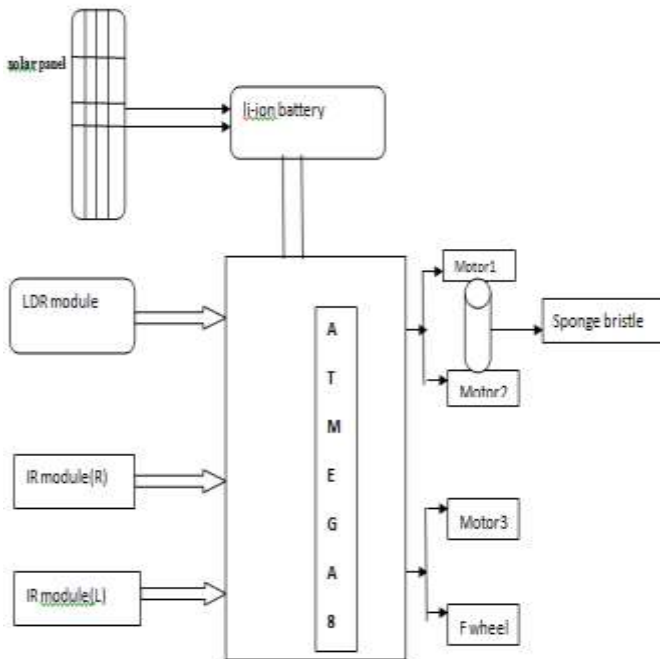 solar panel
li-ion battery
LDR module
Motor1
Sponge bristle
Motor2
A
T
M
E
G
A
8
IR module(R)
Motor3
IR module(L)
F wheel